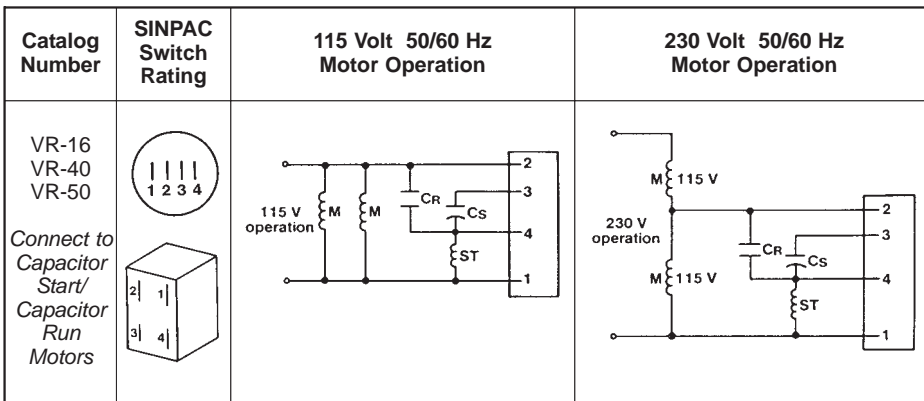 Catalog
Number
SINPAC
Switch
Rating
115 Volt 50/60 Hz
Motor Operation
230 Volt 50/60 Hz
Motor Operation
VR-16
VR-40
VR-50
Connect to
Capacitor
Start/
Capacitor
Run
Motors
1 2 3 4
2 1
3 4
115 V
operation
M
M
CR
CS
ST
2
3
4
1
M 115 V
230 V
operation
M 115 V
CR
CS
ST
2
3
4
1